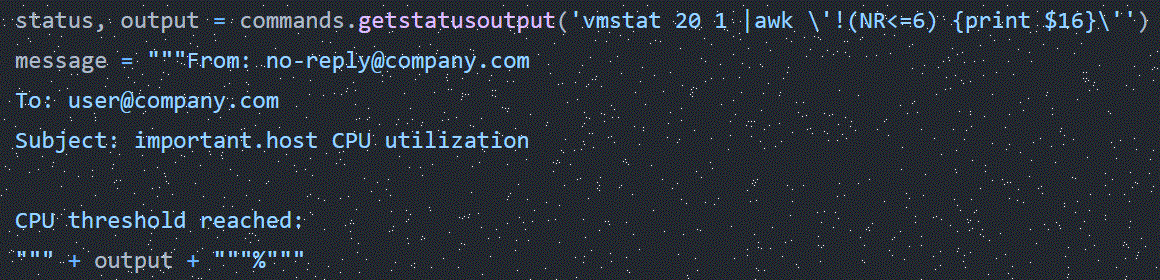 status, output = commands.getstatusoutput('vmstat 20 1 |awk \'!(NR<=6) {print $16}\'')
message = """From: no-reply@company.com
To: user@company.com
Subject: important.host CPU utilization
CPU threshold reached:
""" + output + """%"""